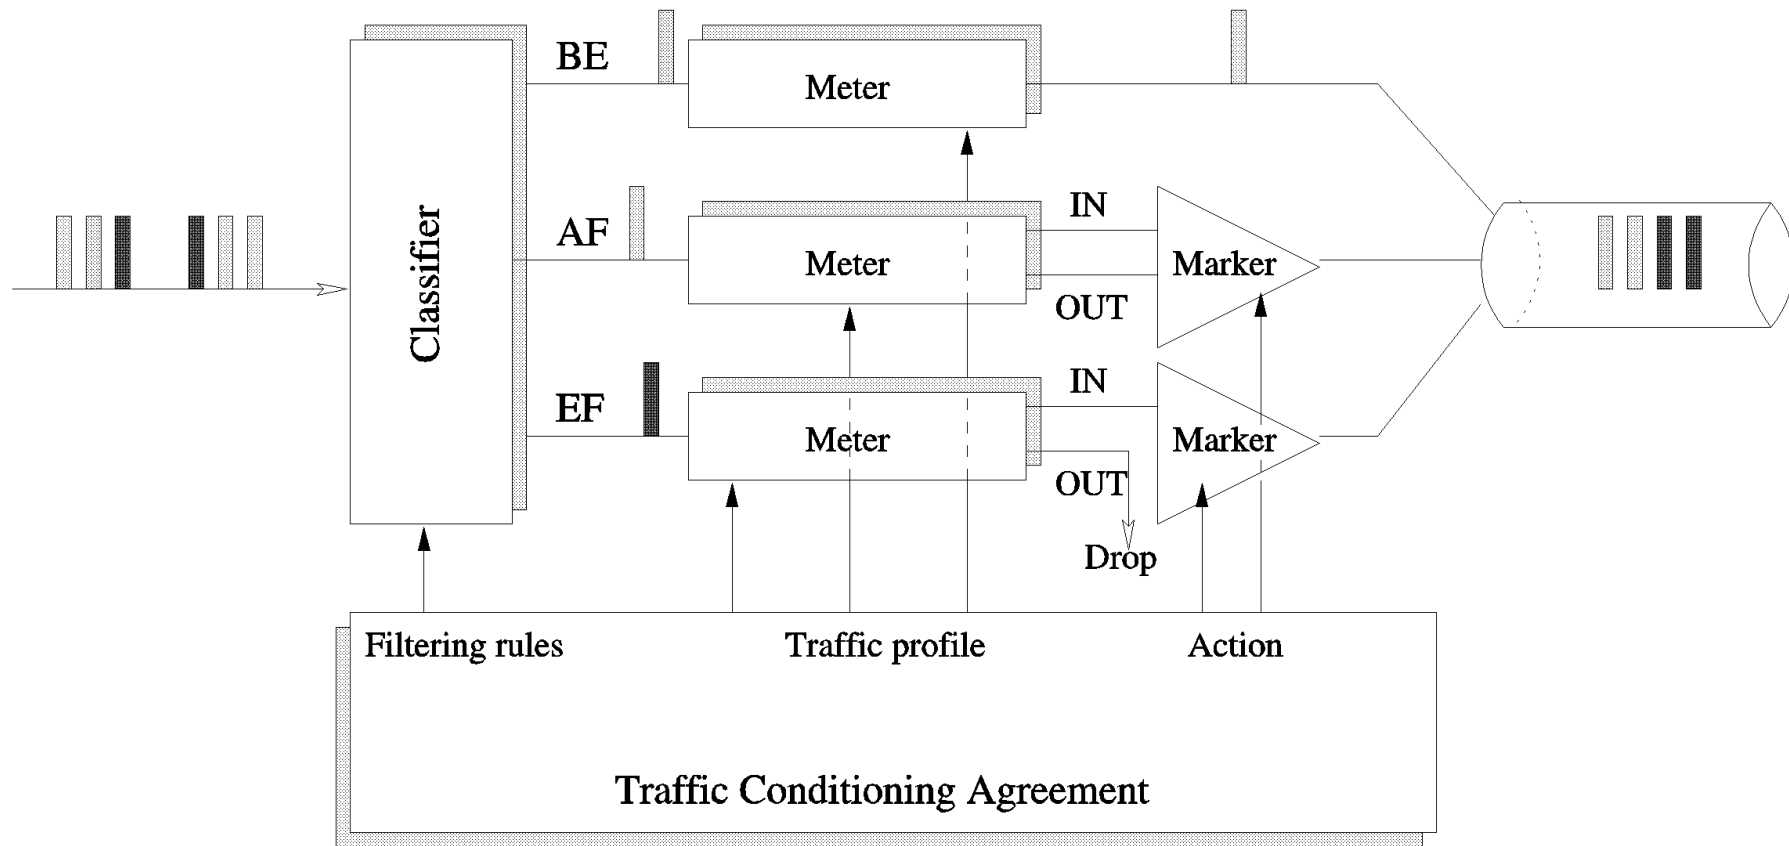 BE
Meter
Classifier
AF
Meter
IN
OUT
Marker
EF
Meter
IN
OUT
Marker
Drop
Filtering rules
Traffic profile
Action
Traffic Conditioning Agreement